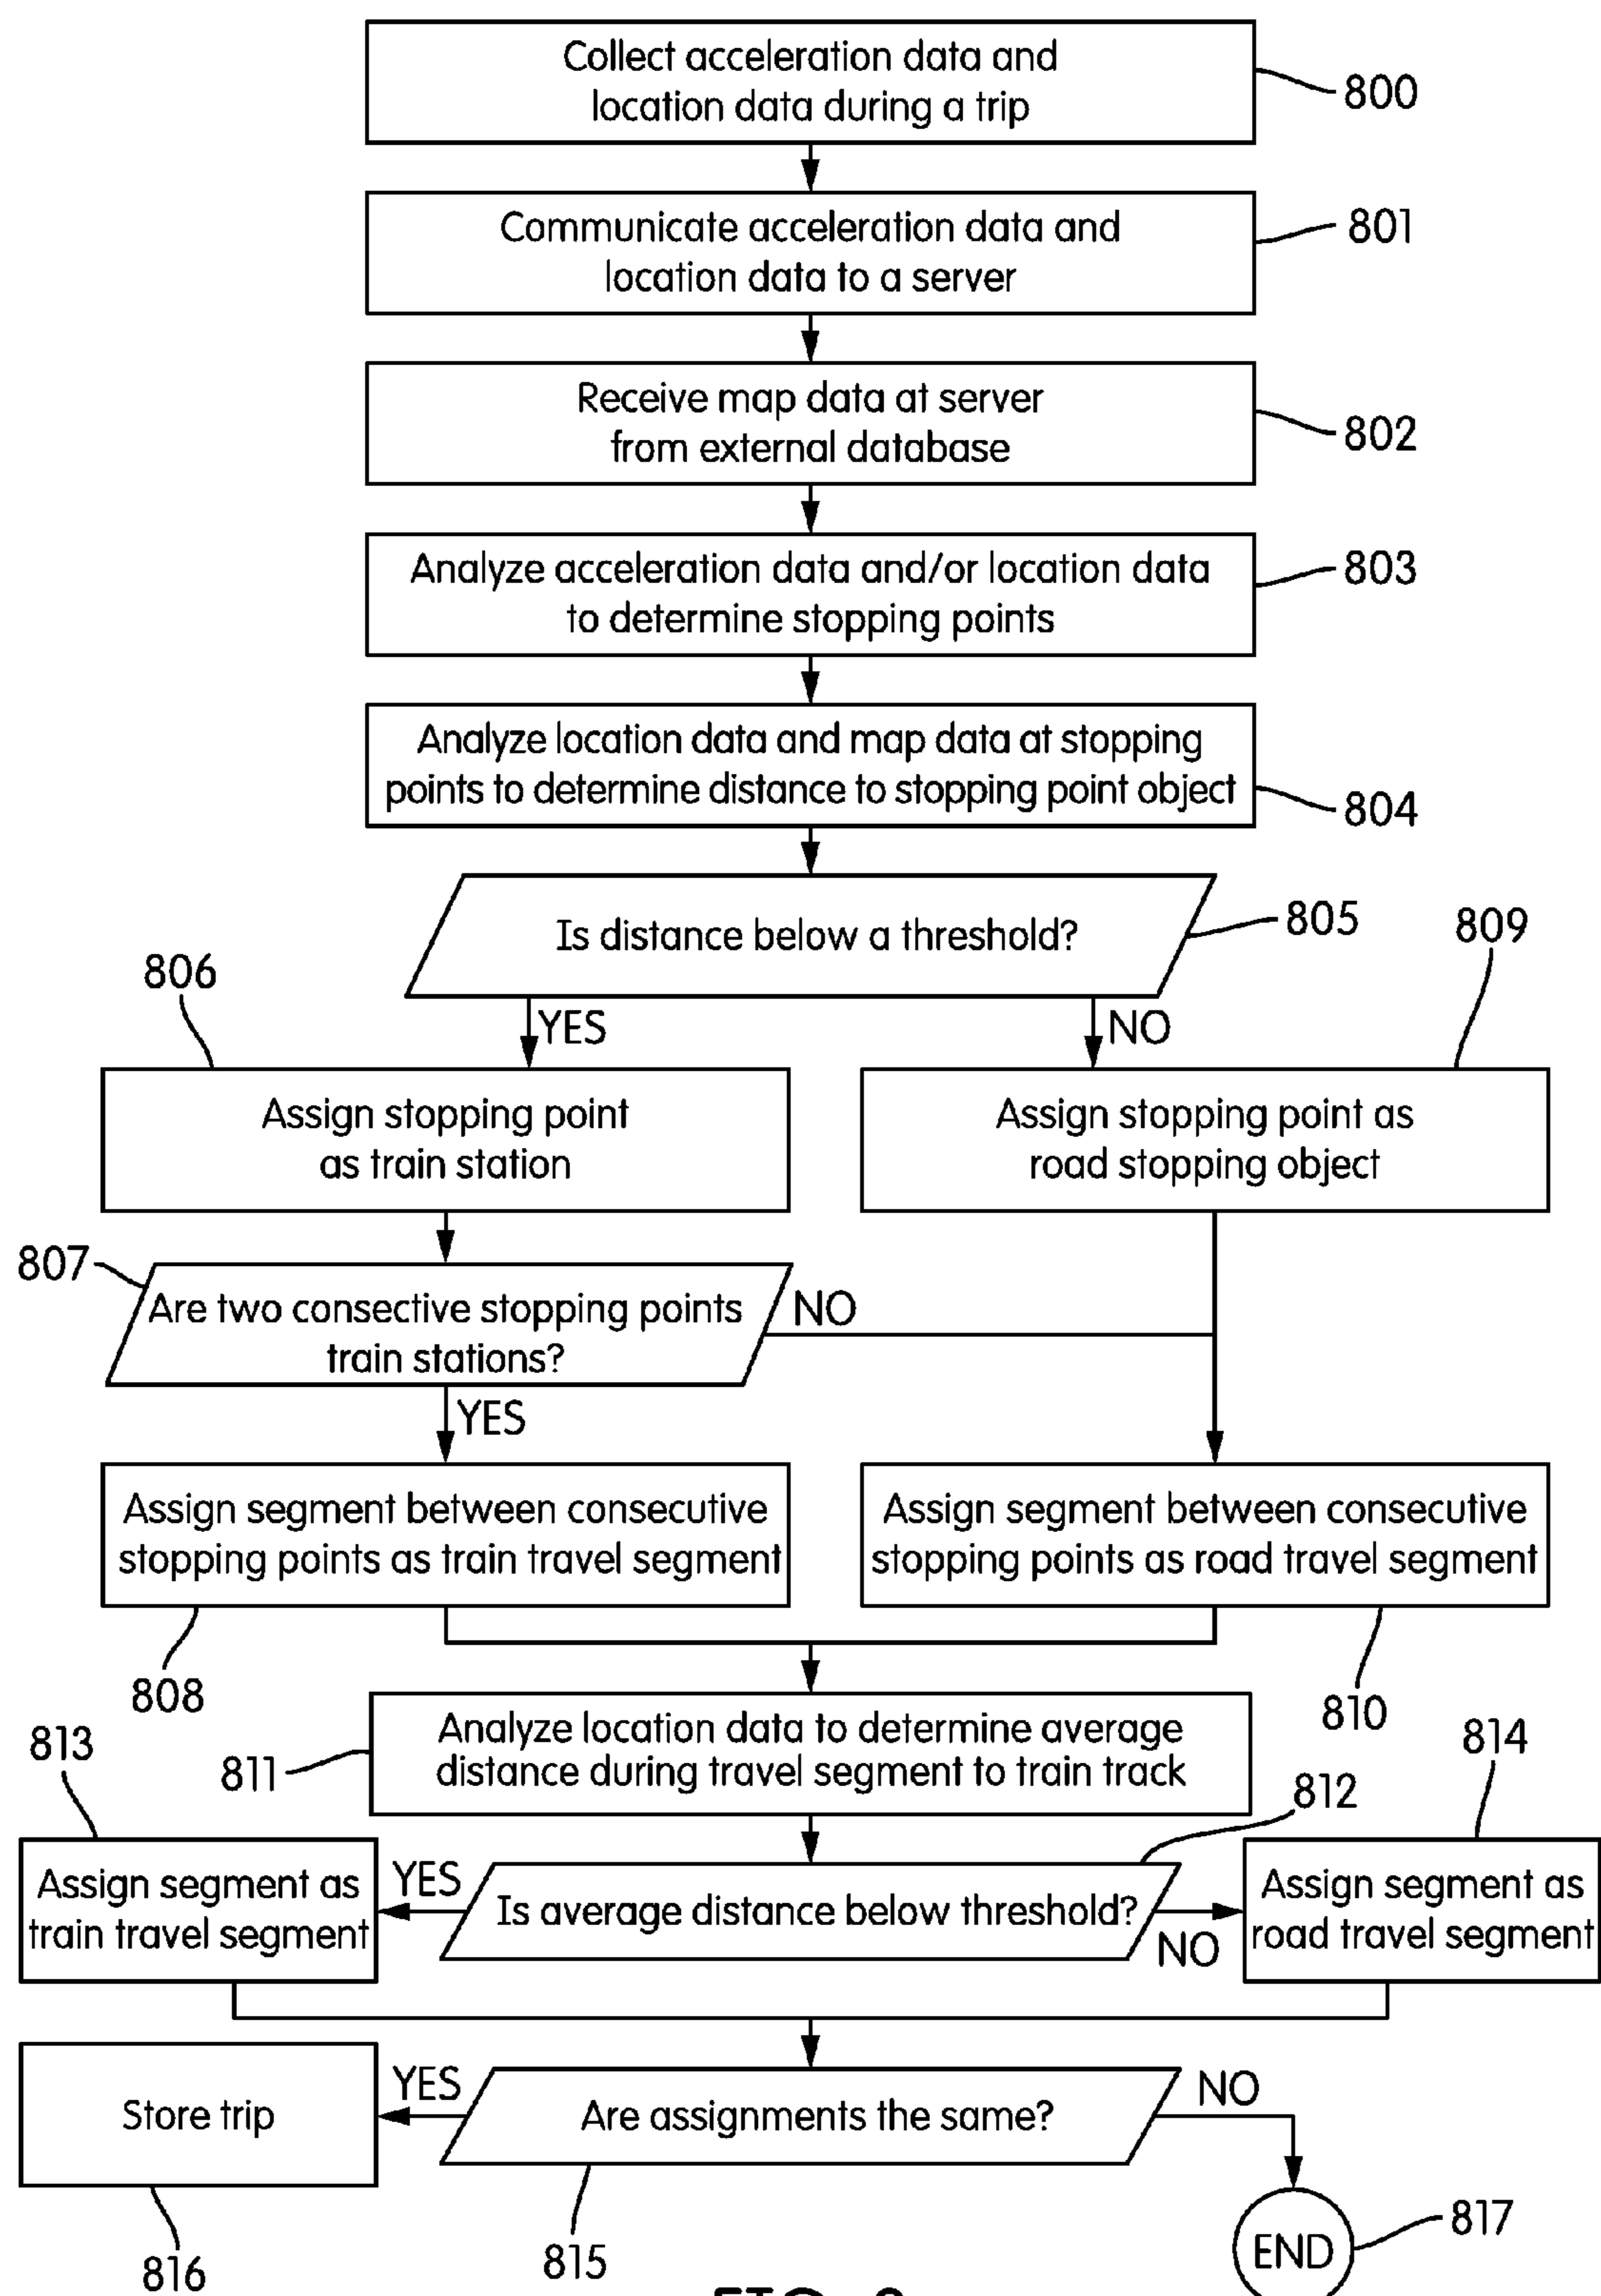 Collect acceleration data and
location data during a trip
800
Communicate acceleration data and
location data to a server
801
Receive map data at server
from external database
802
Analyze acceleration data and/or location data
to determine stopping points
803
Analyze location data and map data at stopping
points to determine distance to stopping point object
804
Is distance below a threshold?
805
809
806
YES
NO
Assign stopping point
as train station
Assign stopping point as
road stopping object
807
Are two consective stopping points
train stations?
NO
YES
Assign segment between consecutive
stopping points as train travel segment
Assign segment between consecutive
stopping points as road travel segment
808
810
813
811
Analyze location data to determine average
distance during travel segment to train track
814
812
Assign segment as
train travel segment
YES
Is average distance below threshold?
NO
Assign segment as
road travel segment
Store trip
YES
Are assignments the same?
NO
816
815
END
817